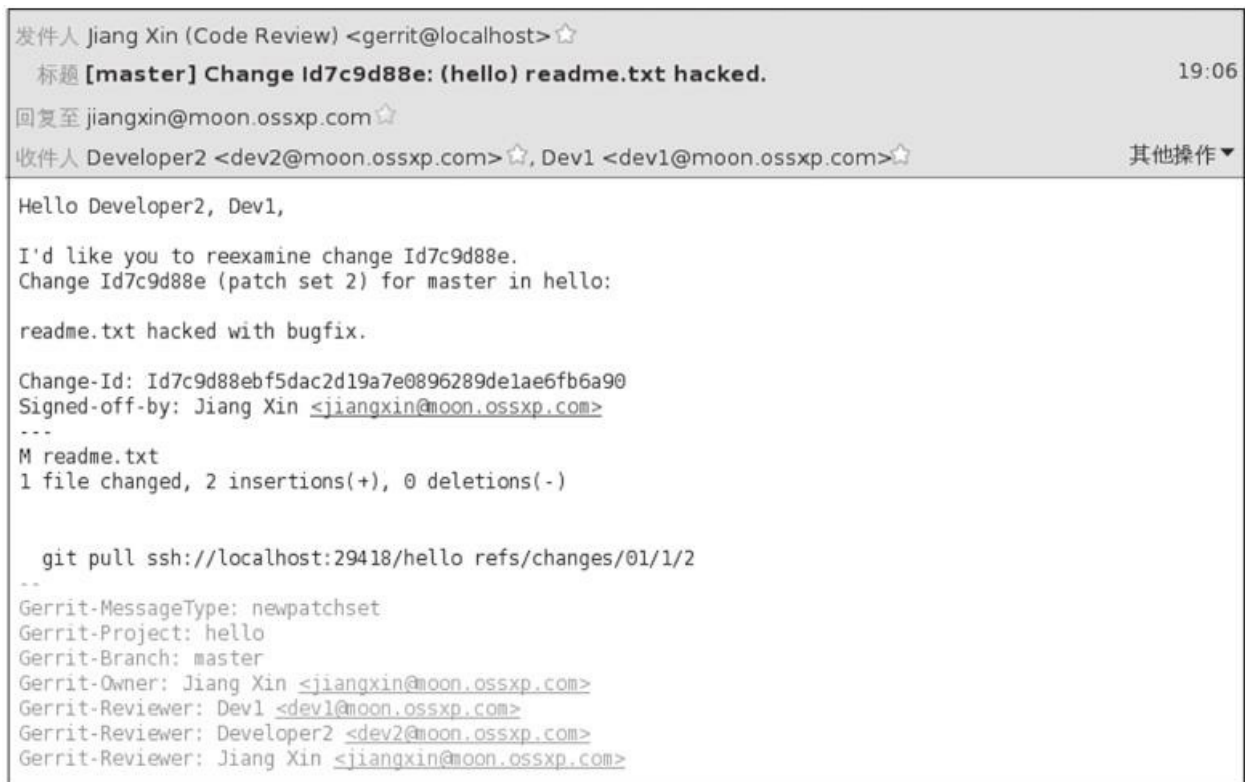 发件人 Jiang Xin (Code Review) <gerrit@localhost>
标题 [master] Change Id7c9d88e: (hello) readme.txt hacked. 19:06
回复至 jiangxin@moon.ossxp.com
收件人 Developer2 <dev2@moon.ossxp.com>, Dev1 <dev1@moon.ossxp.com> 其他操作▼
Hello Developer2, Dev1,
I'd like you to reexamine change Id7c9d88e.
Change Id7c9d88e (patch set 2) for master in hello:
readme.txt hacked with bugfix.
Change-Id: Id7c9d88ebf5dac2d19a7e0896289de1ae6fb6a90
Signed-off-by: Jiang Xin <jiangxin@moon.ossxp.com>
---
M readme.txt
1 file changed, 2 insertions(+), 0 deletions(-)
git pull ssh://localhost:29418/hello refs/changes/01/1/2
--
Gerrit-MessageType: newpatchset
Gerrit-Project: hello
Gerrit-Branch: master
Gerrit-Owner: Jiang Xin <jiangxin@moon.ossxp.com>
Gerrit-Reviewer: Dev1 <dev1@moon.ossxp.com>
Gerrit-Reviewer: Developer2 <dev2@moon.ossxp.com>
Gerrit-Reviewer: Jiang Xin <jiangxin@moon.ossxp.com>